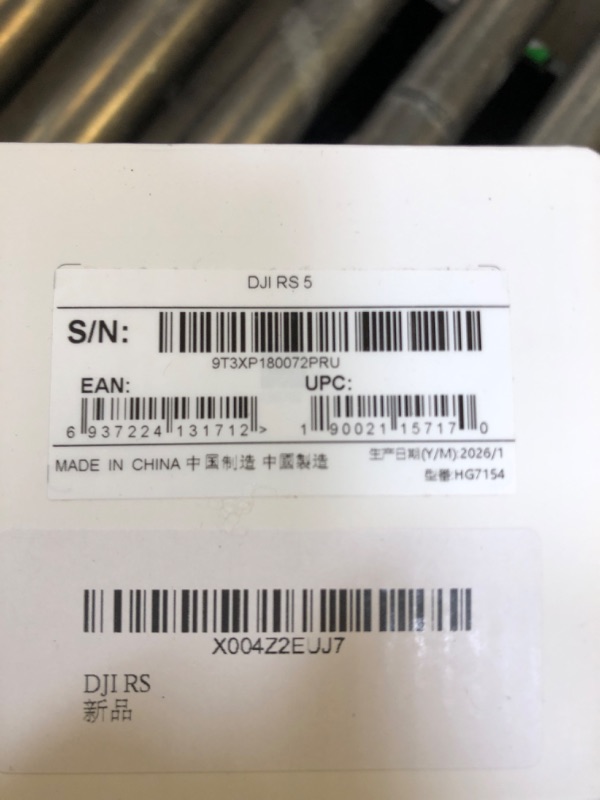 DJI RS 5
S/N:
9T3XP180072PRU
EAN: UPC:
6 937224 131712 > 1 90021 15717 0
MADE IN CHINA 中国制造 中國製造
生产日期(Y/M):2026/1
型號:HG7154
X004Z2EUJ7
DJI RS
新品